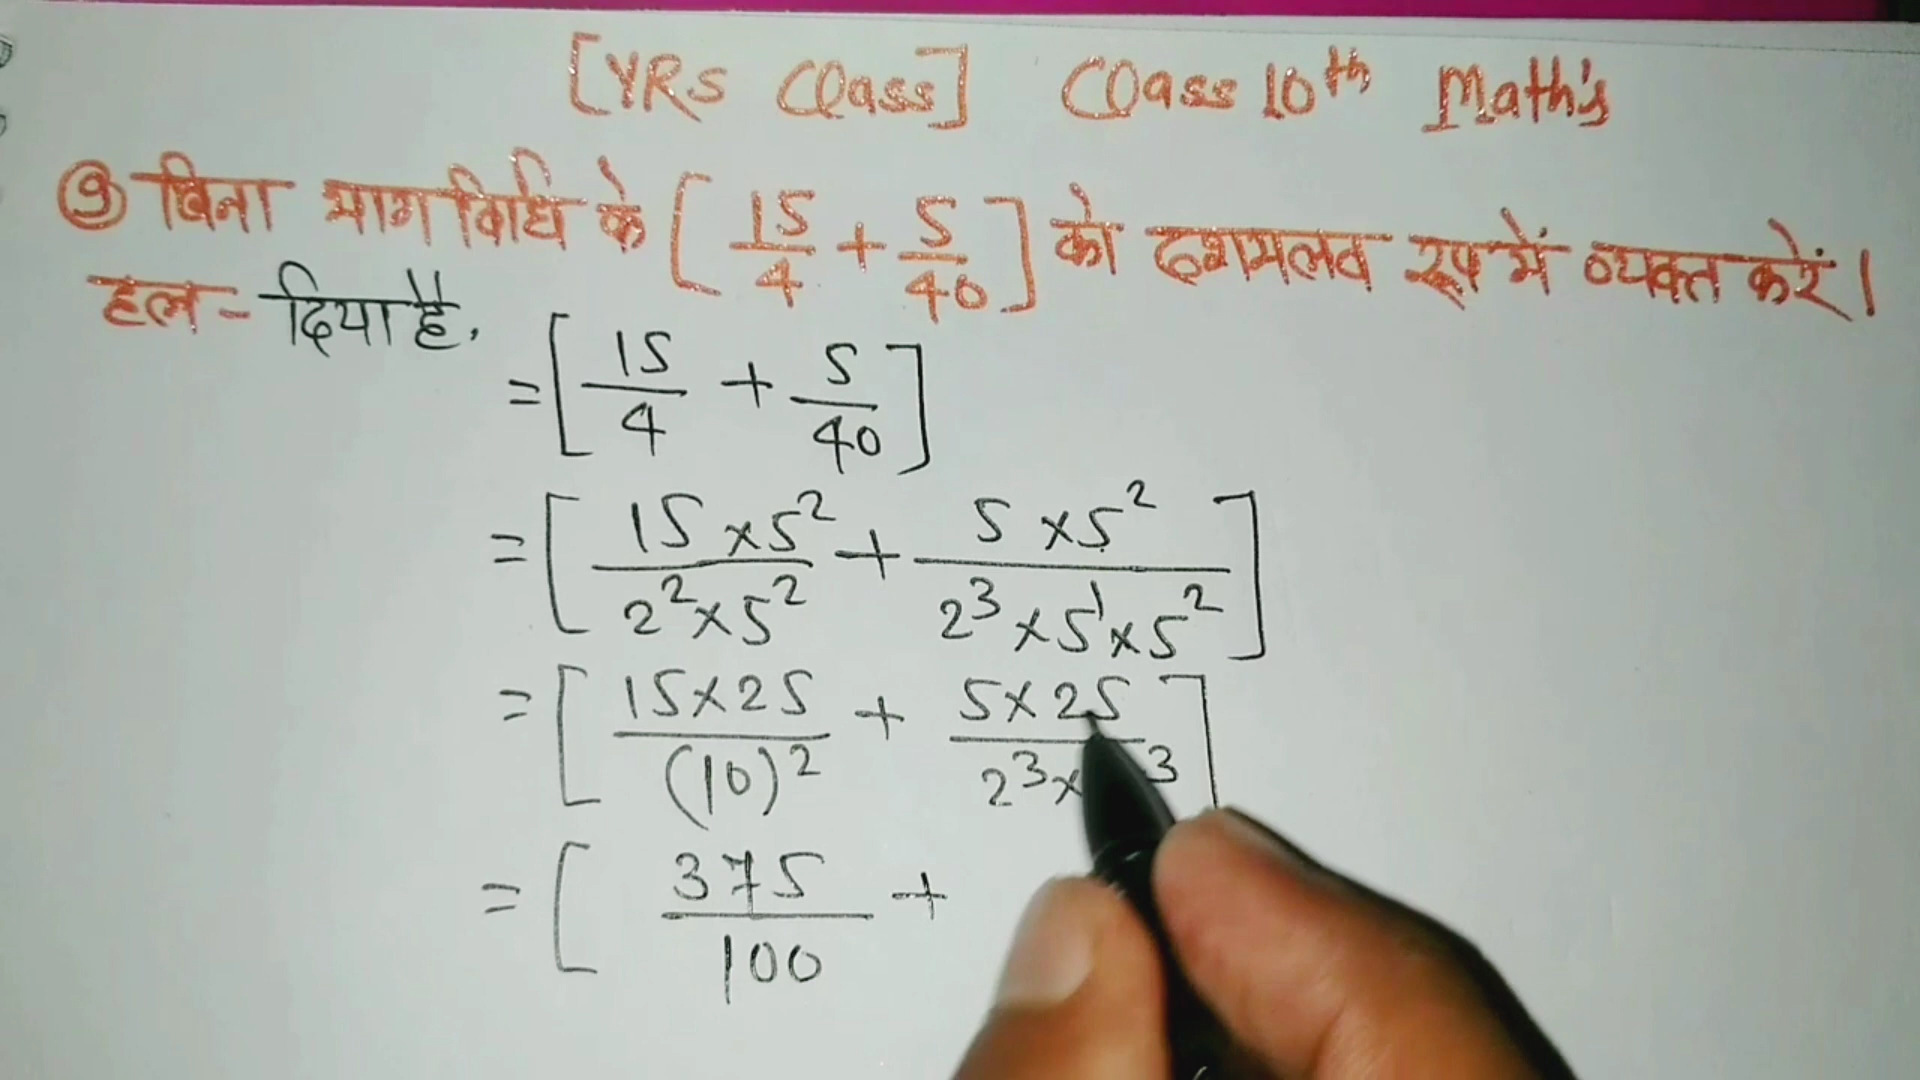 [YRS Class] Class 10th Math's
९ बिना भाग विधि के [15/4 + 5/40] को दशमलव रूप में व्यक्त करें।
हल - दिया है,
= [15/4 + 5/40]
= [15×5²/2²×5² + 5×5²/2³×5¹×5²]
= [15×25/(10)² + 5×25/2³× ³]
= [375/100 +